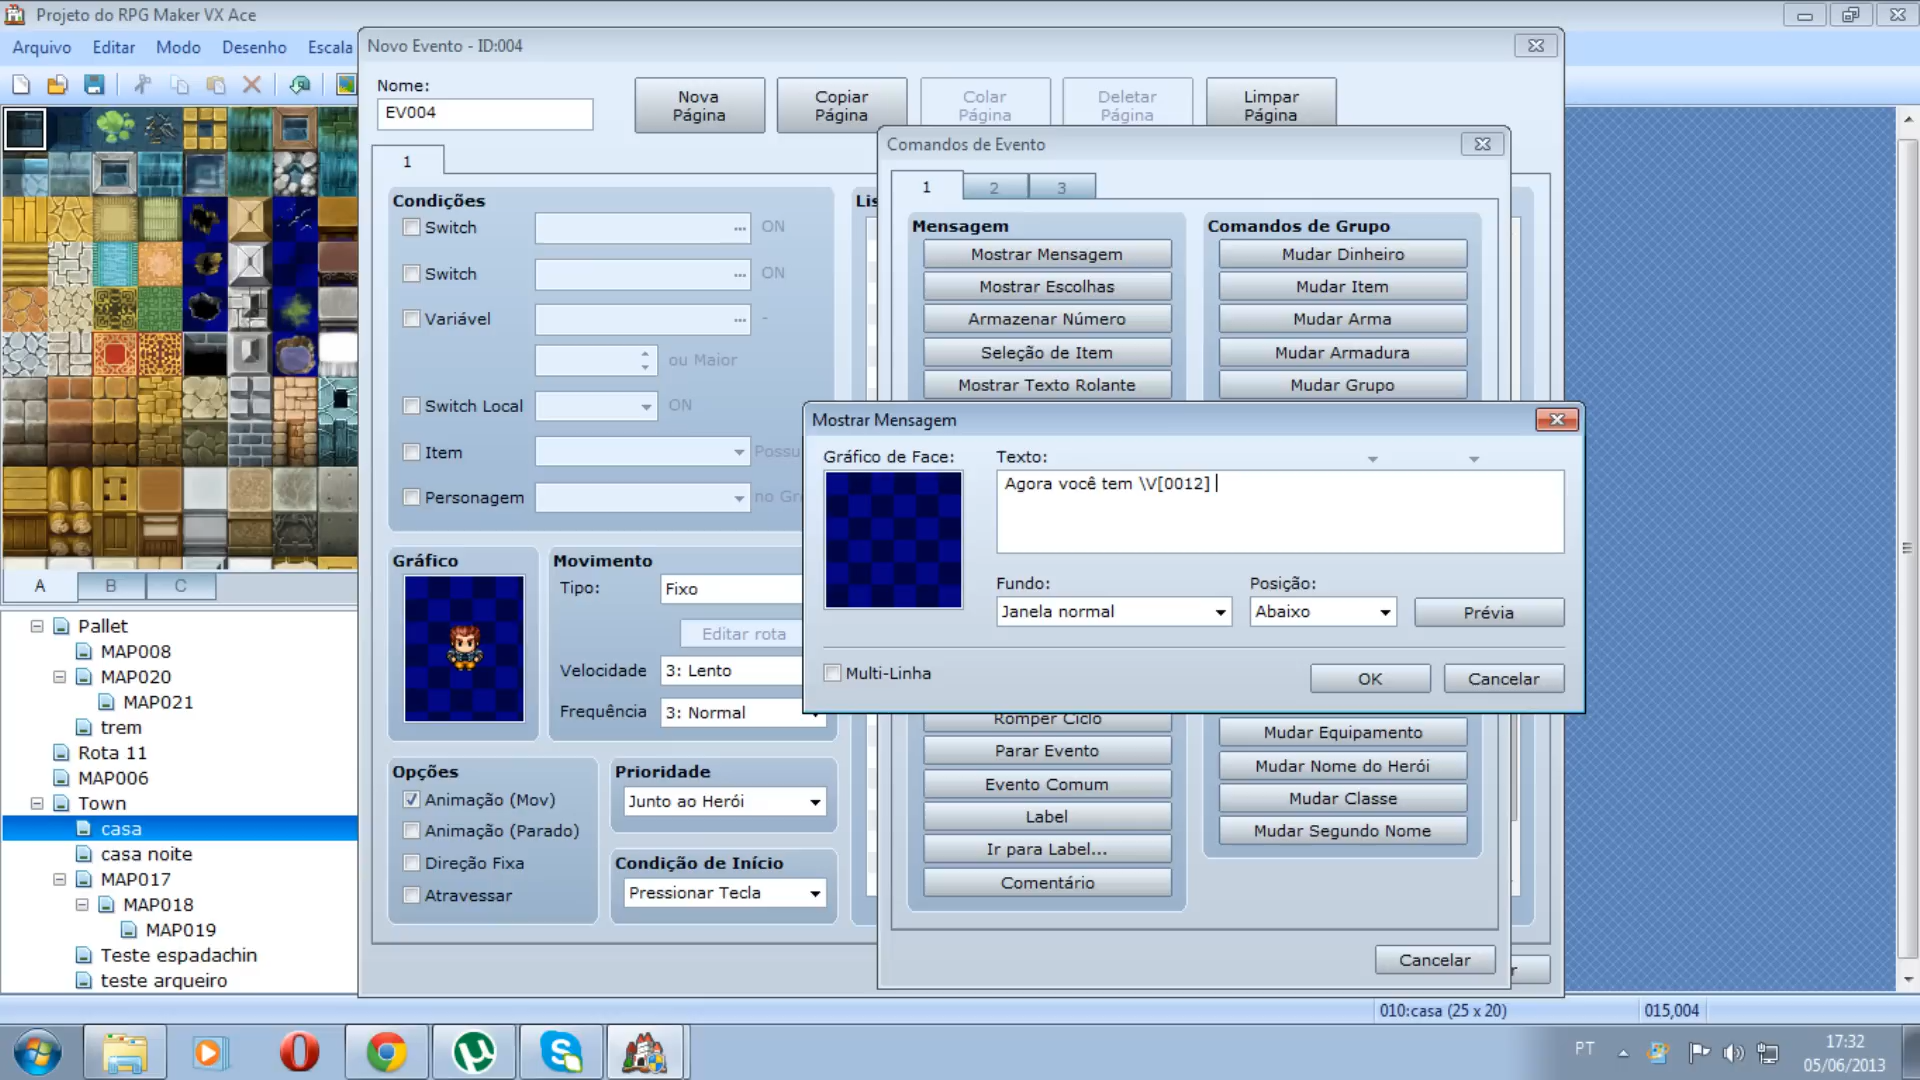 Projeto do RPG Maker VX Ace
Arquivo Editar Modo Desenho Escala
Novo Evento - ID:004
Nome:
EV004
Nova Página
Copiar Página
Colar Página
Deletar Página
Limpar Página
1
Condições
Switch ... ON
Switch ... ON
Variável ... -
ou Maior
Switch Local ON
Item
Personagem
Gráfico
Movimento
Tipo: Fixo
Editar rota
Velocidade 3: Lento
Frequência 3: Normal
Opções
Animação (Mov)
Animação (Parado)
Direção Fixa
Atravessar
Prioridade
Junto ao Herói
Condição de Início
Pressionar Tecla
Comandos de Evento
1 2 3
Mensagem
Mostrar Mensagem
Mostrar Escolhas
Armazenar Número
Seleção de Item
Mostrar Texto Rolante
Comandos de Grupo
Mudar Dinheiro
Mudar Item
Mudar Arma
Mudar Armadura
Mudar Grupo
Mostrar Mensagem
Gráfico de Face:
Texto:
Agora você tem \V[0012]
Fundo:
Janela normal
Posição:
Abaixo
Prévia
Multi-Linha
OK
Cancelar
Romper Ciclo
Parar Evento
Evento Comum
Label
Ir para Label...
Comentário
Mudar Equipamento
Mudar Nome do Herói
Mudar Classe
Mudar Segundo Nome
Cancelar
A B C
Pallet
MAP008
MAP020
MAP021
trem
Rota 11
MAP006
Town
casa
casa noite
MAP017
MAP018
MAP019
Teste espadachin
teste arqueiro
010:casa (25 x 20)
015,004
PT
17:32
05/06/2013